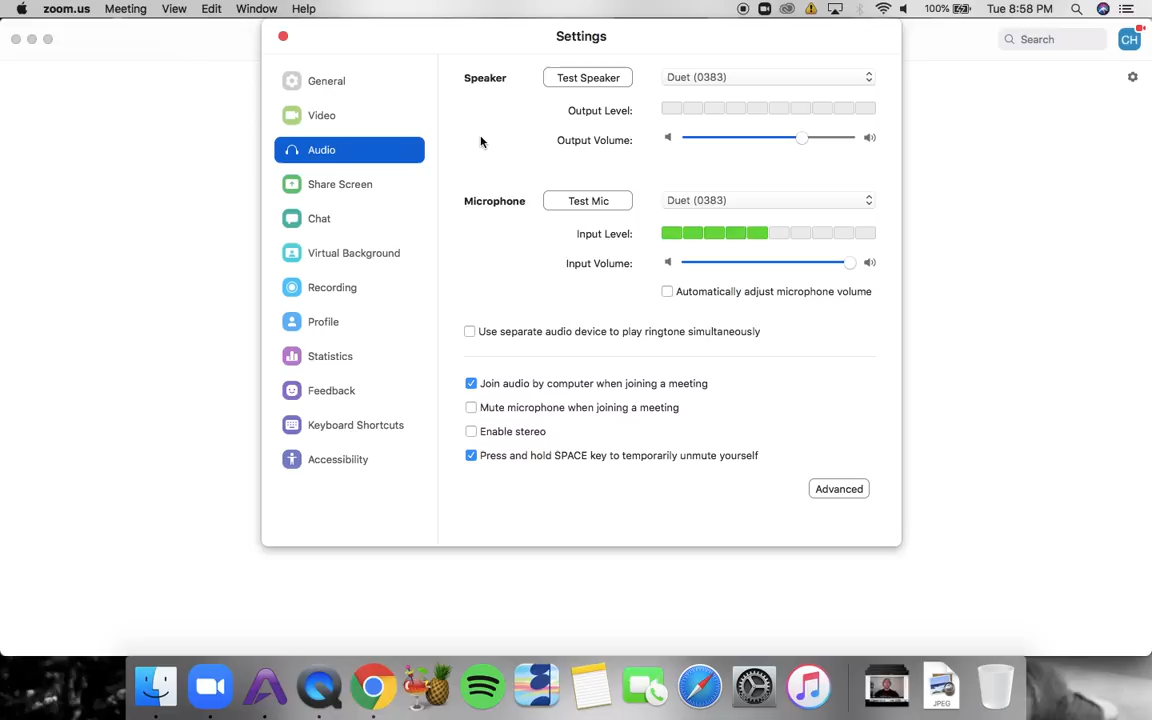 zoom.us Meeting View Edit Window Help 100% Tue 8:58 PM
Settings
Search
CH
General
Video
Audio
Share Screen
Chat
Virtual Background
Recording
Profile
Statistics
Feedback
Keyboard Shortcuts
Accessibility
Speaker Test Speaker Duet (0383)
Output Level:
Output Volume:
Microphone Test Mic Duet (0383)
Input Level:
Input Volume:
Automatically adjust microphone volume
Use separate audio device to play ringtone simultaneously
Join audio by computer when joining a meeting
Mute microphone when joining a meeting
Enable stereo
Press and hold SPACE key to temporarily unmute yourself
Advanced
JPEG